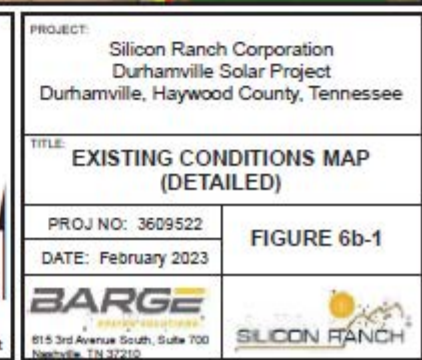 PROJECT:
Silicon Ranch Corporation
Durhamville Solar Project
Durhamville, Haywood County, Tennessee
TITLE:
EXISTING CONDITIONS MAP
(DETAILED)
PROJ NO: 3609522
DATE: February 2023
FIGURE 6b-1
BARGE
615 3rd Avenue South, Suite 700
Nashville, TN 37210
SILICON RANCH